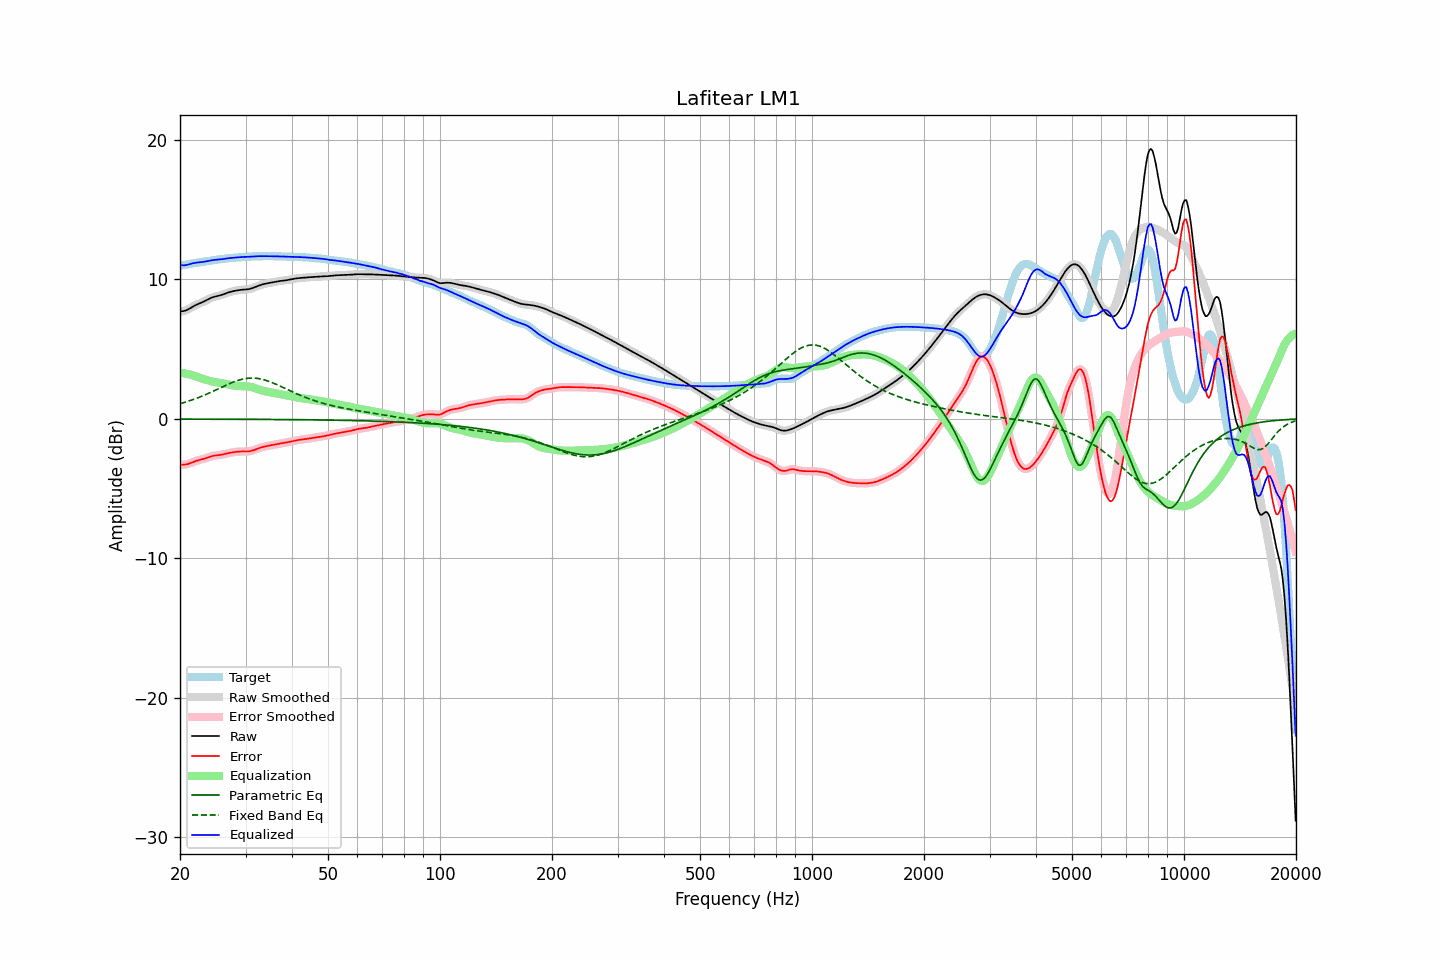 Lafitear LM1
Amplitude (dBr)
20
10
0
−10
−20
−30
Target
Raw Smoothed
Error Smoothed
Raw
Error
Equalization
Parametric Eq
Fixed Band Eq
Equalized
20 50 100 200 500 1000 2000 5000 10000 20000
Frequency (Hz)